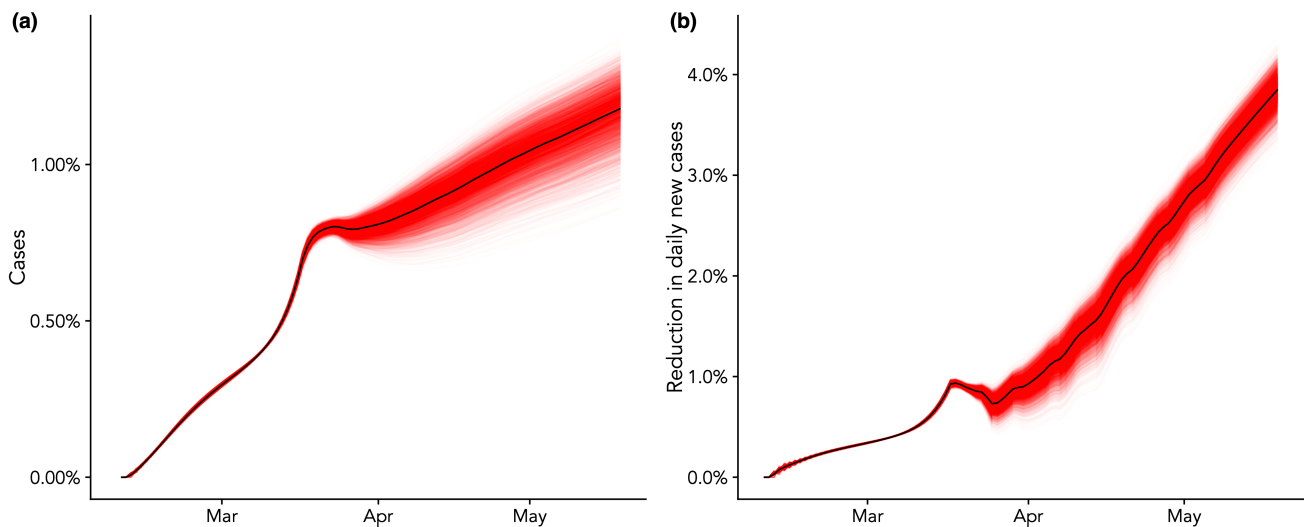 (a)
Cases
1.00%
0.50%
0.00%
Mar
Apr
May
(b)
Reduction in daily new cases
4.0%
3.0%
2.0%
1.0%
0.0%
Mar
Apr
May